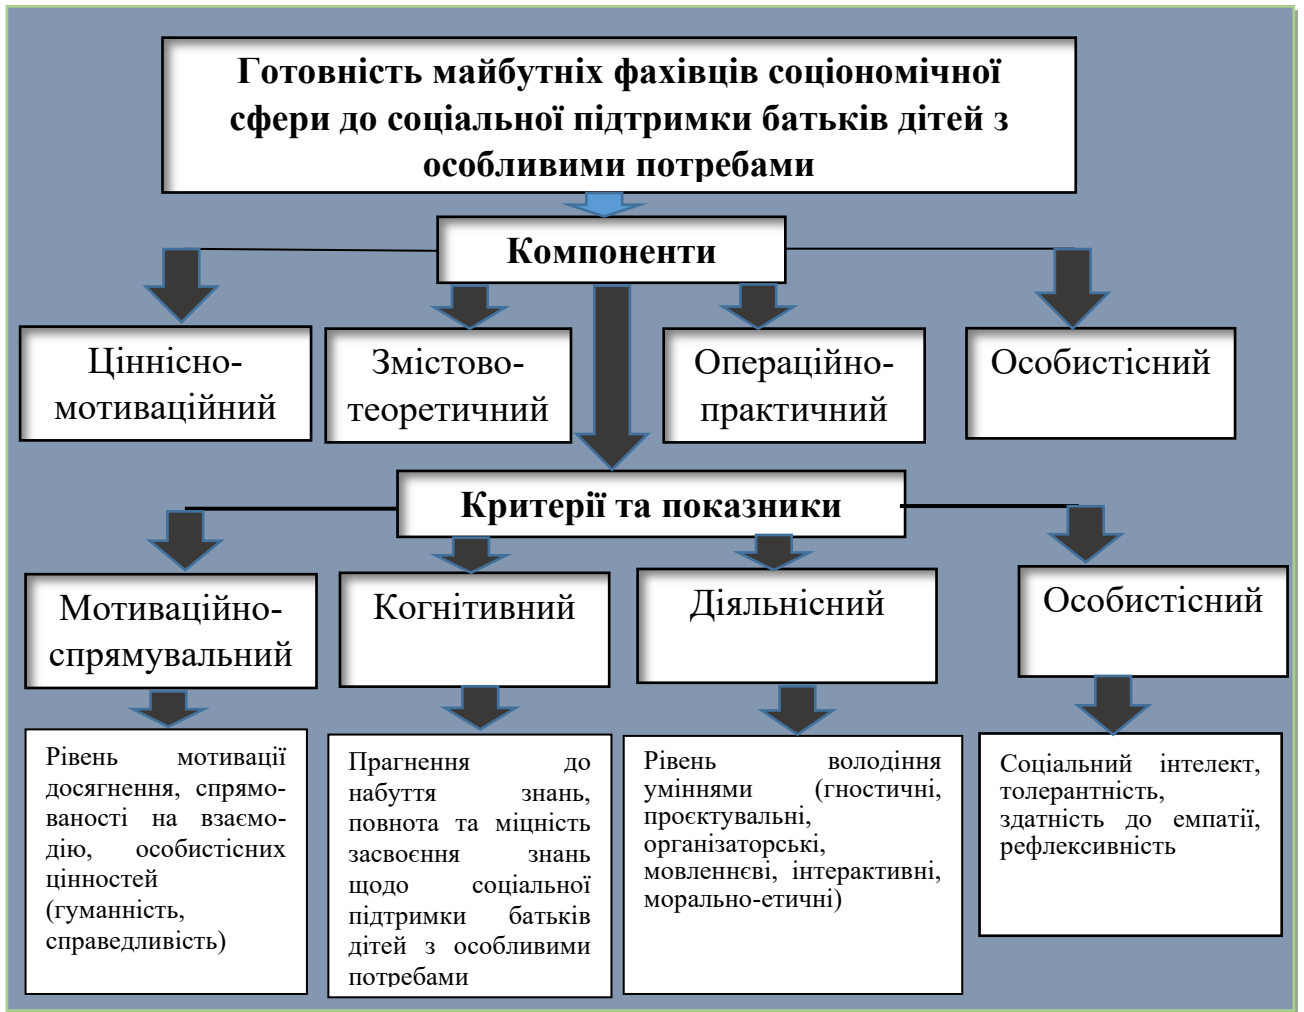 Готовність майбутніх фахівців соціономічної
сфери до соціальної підтримки батьків дітей з
особливими потребами
Компоненти
Ціннісно-
мотиваційний
Змістово-
теоретичний
Операційно-
практичний
Особистісний
Критерії та показники
Мотиваційно-
спрямувальний
Когнітивний
Діяльнісний
Особистісний
Рівень мотивації
досягнення, спрямо-
ваності на взаємо-
дію, особистісних
цінностей
(гуманність,
справедливість)
Прагнення до
набуття знань,
повнота та міцність
засвоєння знань
щодо соціальної
підтримки батьків
дітей з особливими
потребами
Рівень володіння
уміннями (гностичні,
проєктувальні,
організаторські,
мовленнєві, інтерактивні,
морально-етичні)
Соціальний інтелект,
толерантність,
здатність до емпатії,
рефлексивність